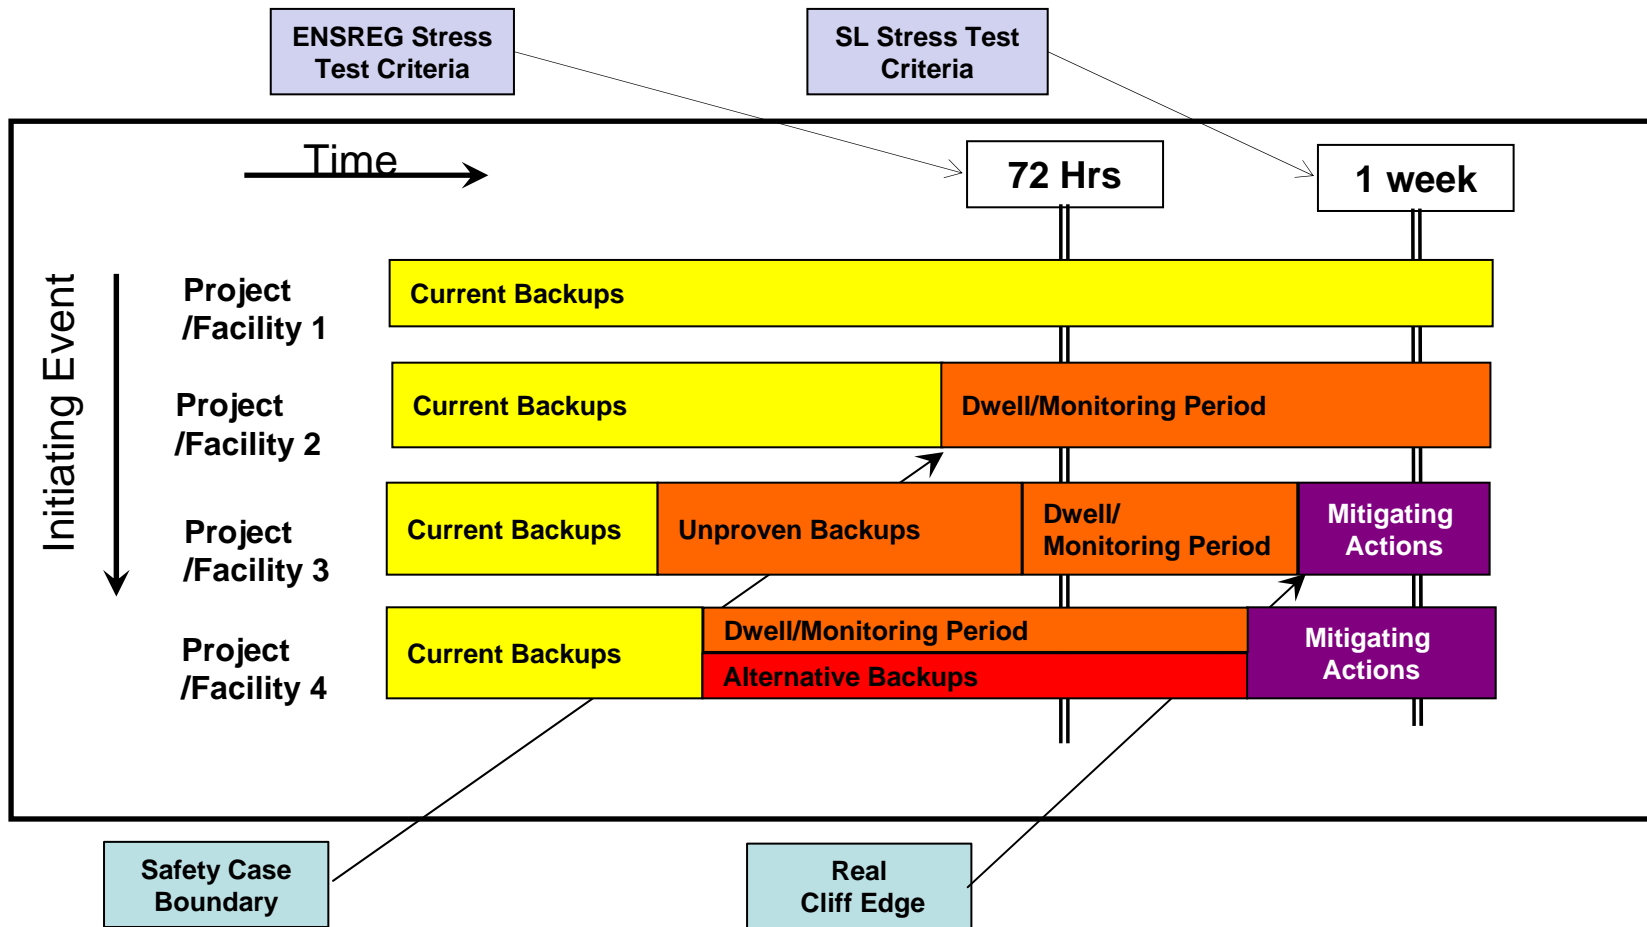 ENSREG Stress
Test Criteria
SL Stress Test
Criteria
Time
72 Hrs
1 week
Initiating Event
Project
/Facility 1
Current Backups
Project
/Facility 2
Current Backups
Dwell/Monitoring Period
Project
/Facility 3
Current Backups
Unproven Backups
Dwell/
Monitoring Period
Mitigating
Actions
Project
/Facility 4
Current Backups
Dwell/Monitoring Period
Alternative Backups
Mitigating
Actions
Safety Case
Boundary
Real
Cliff Edge